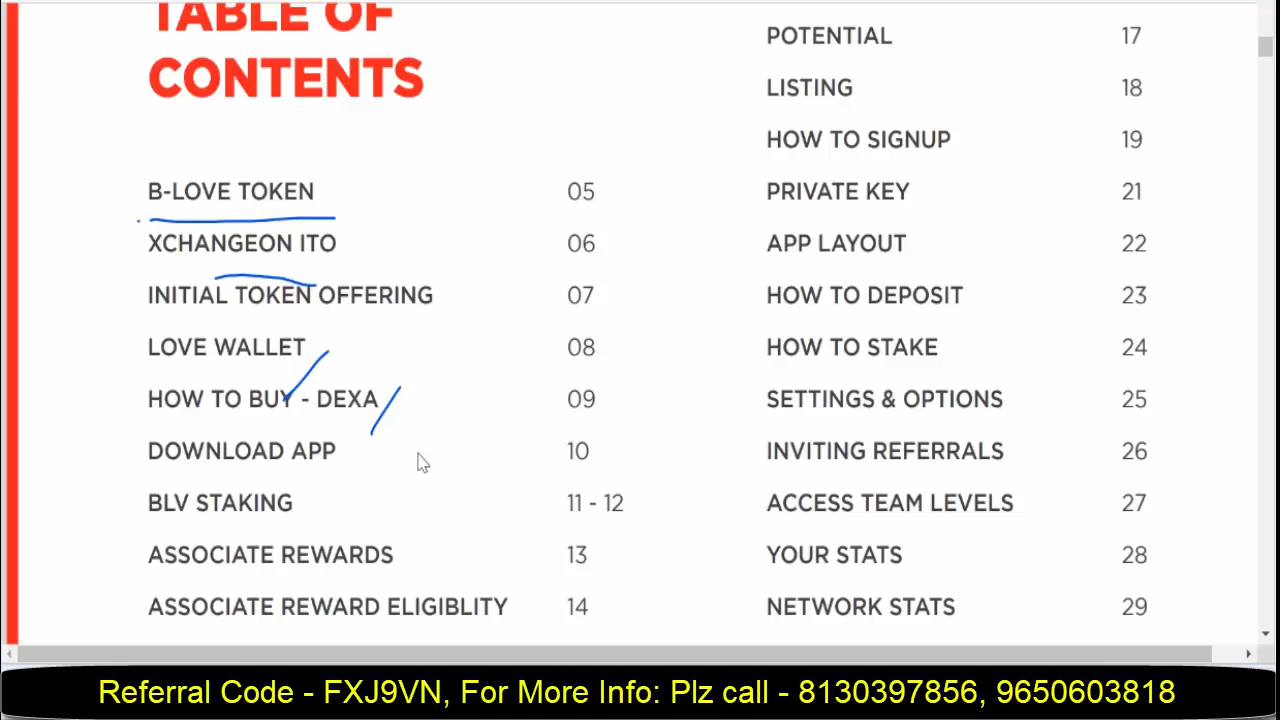 TABLE OF
CONTENTS
B-LOVE TOKEN 05
XCHANGEON ITO 06
INITIAL TOKEN OFFERING 07
LOVE WALLET 08
HOW TO BUY - DEXA 09
DOWNLOAD APP 10
BLV STAKING 11 - 12
ASSOCIATE REWARDS 13
ASSOCIATE REWARD ELIGIBLITY 14
POTENTIAL 17
LISTING 18
HOW TO SIGNUP 19
PRIVATE KEY 21
APP LAYOUT 22
HOW TO DEPOSIT 23
HOW TO STAKE 24
SETTINGS & OPTIONS 25
INVITING REFERRALS 26
ACCESS TEAM LEVELS 27
YOUR STATS 28
NETWORK STATS 29
Referral Code - FXJ9VN, For More Info: Plz call - 8130397856, 9650603818